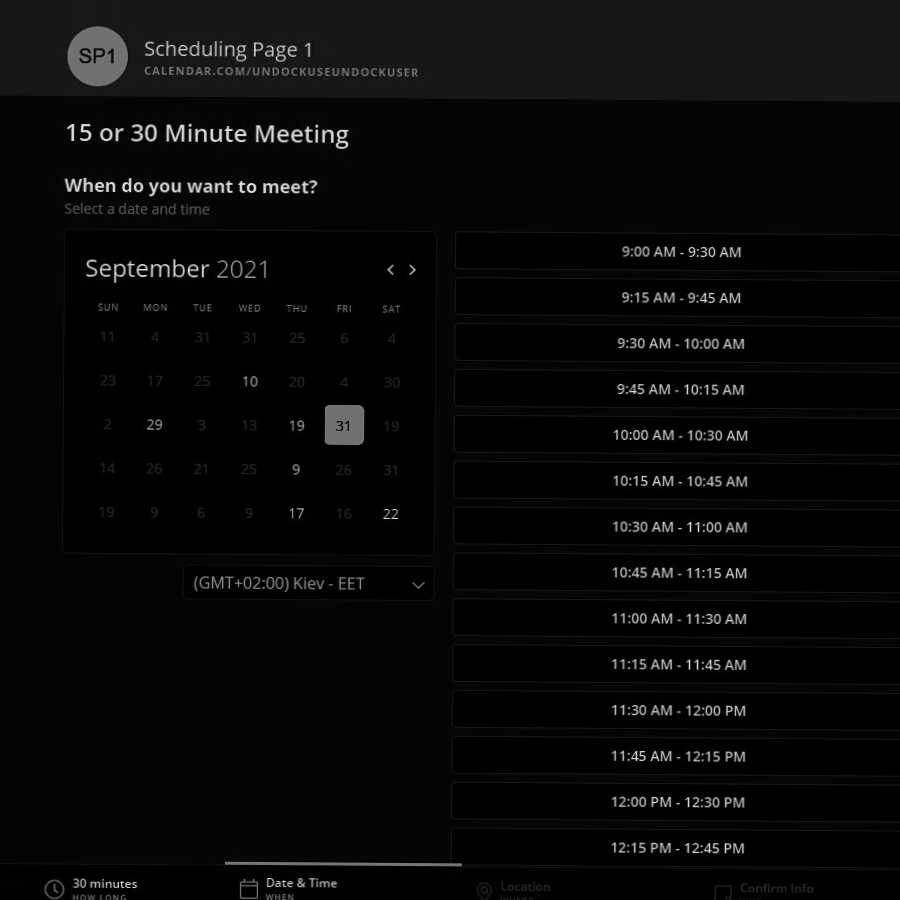 SP1
Scheduling Page 1
CALENDAR.COM/UNDOCKUSEUNDOCKUSER
15 or 30 Minute Meeting
When do you want to meet?
Select a date and time
September 2021
SUN MON TUE WED THU FRI SAT
11 4 31 31 25 6 4
23 17 25 10 20 4 30
2 29 3 13 19 31 19
14 26 21 25 9 26 31
19 9 6 9 17 16 22
(GMT+02:00) Kiev - EET
9:00 AM - 9:30 AM
9:15 AM - 9:45 AM
9:30 AM - 10:00 AM
9:45 AM - 10:15 AM
10:00 AM - 10:30 AM
10:15 AM - 10:45 AM
10:30 AM - 11:00 AM
10:45 AM - 11:15 AM
11:00 AM - 11:30 AM
11:15 AM - 11:45 AM
11:30 AM - 12:00 PM
11:45 AM - 12:15 PM
12:00 PM - 12:30 PM
12:15 PM - 12:45 PM
30 minutes
HOW LONG
Date & Time
WHEN
Location
Confirm Info